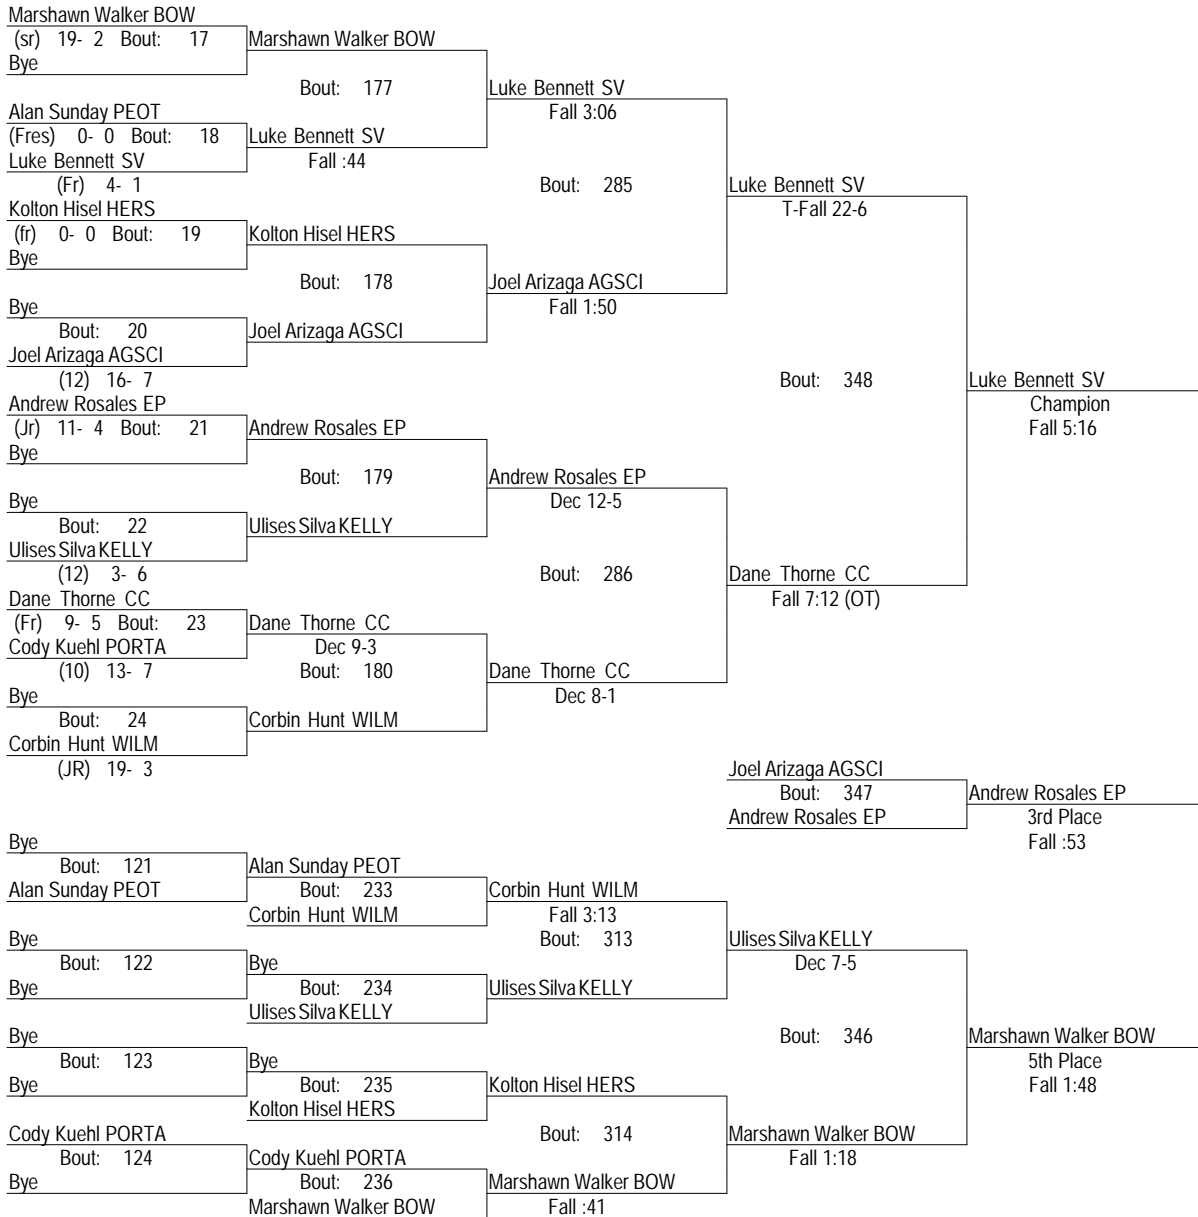 Marshawn Walker BOW
(sr) 19- 2 Bout: 17 Marshawn Walker BOW
Bye
Bout: 177 Luke Bennett SV
Alan Sunday PEOT Fall 3:06
(Fres) 0- 0 Bout: 18 Luke Bennett SV
Luke Bennett SV Fall :44
(Fr) 4- 1 Bout: 285 Luke Bennett SV
Kolton Hisel HERS T-Fall 22-6
(fr) 0- 0 Bout: 19 Kolton Hisel HERS
Bye
Bout: 178 Joel Arizaga AGSCI
Bye Fall 1:50
Bout: 20 Joel Arizaga AGSCI
Joel Arizaga AGSCI
(12) 16- 7 Bout: 348 Luke Bennett SV
Andrew Rosales EP Champion
(Jr) 11- 4 Bout: 21 Andrew Rosales EP Fall 5:16
Bye
Bout: 179 Andrew Rosales EP
Bye Dec 12-5
Bout: 22 Ulises Silva KELLY
Ulises Silva KELLY
(12) 3- 6 Bout: 286 Dane Thorne CC
Dane Thorne CC Fall 7:12 (OT)
(Fr) 9- 5 Bout: 23 Dane Thorne CC
Cody Kuehl PORTA Dec 9-3
(10) 13- 7 Bout: 180 Dane Thorne CC
Bye Dec 8-1
Bout: 24 Corbin Hunt WILM
Corbin Hunt WILM
(JR) 19- 3 Joel Arizaga AGSCI
Bout: 347 Andrew Rosales EP
Andrew Rosales EP 3rd Place
Bye Fall :53
Bout: 121 Alan Sunday PEOT
Alan Sunday PEOT Bout: 233 Corbin Hunt WILM
Corbin Hunt WILM Fall 3:13
Bye Bout: 313 Ulises Silva KELLY
Bout: 122 Bye Dec 7-5
Bye Bout: 234 Ulises Silva KELLY
Ulises Silva KELLY
Bye Bout: 346 Marshawn Walker BOW
Bout: 123 Bye 5th Place
Bye Bout: 235 Kolton Hisel HERS Fall 1:48
Kolton Hisel HERS
Cody Kuehl PORTA Bout: 314 Marshawn Walker BOW
Bout: 124 Cody Kuehl PORTA Fall 1:18
Bye Bout: 236 Marshawn Walker BOW
Marshawn Walker BOW Fall :41